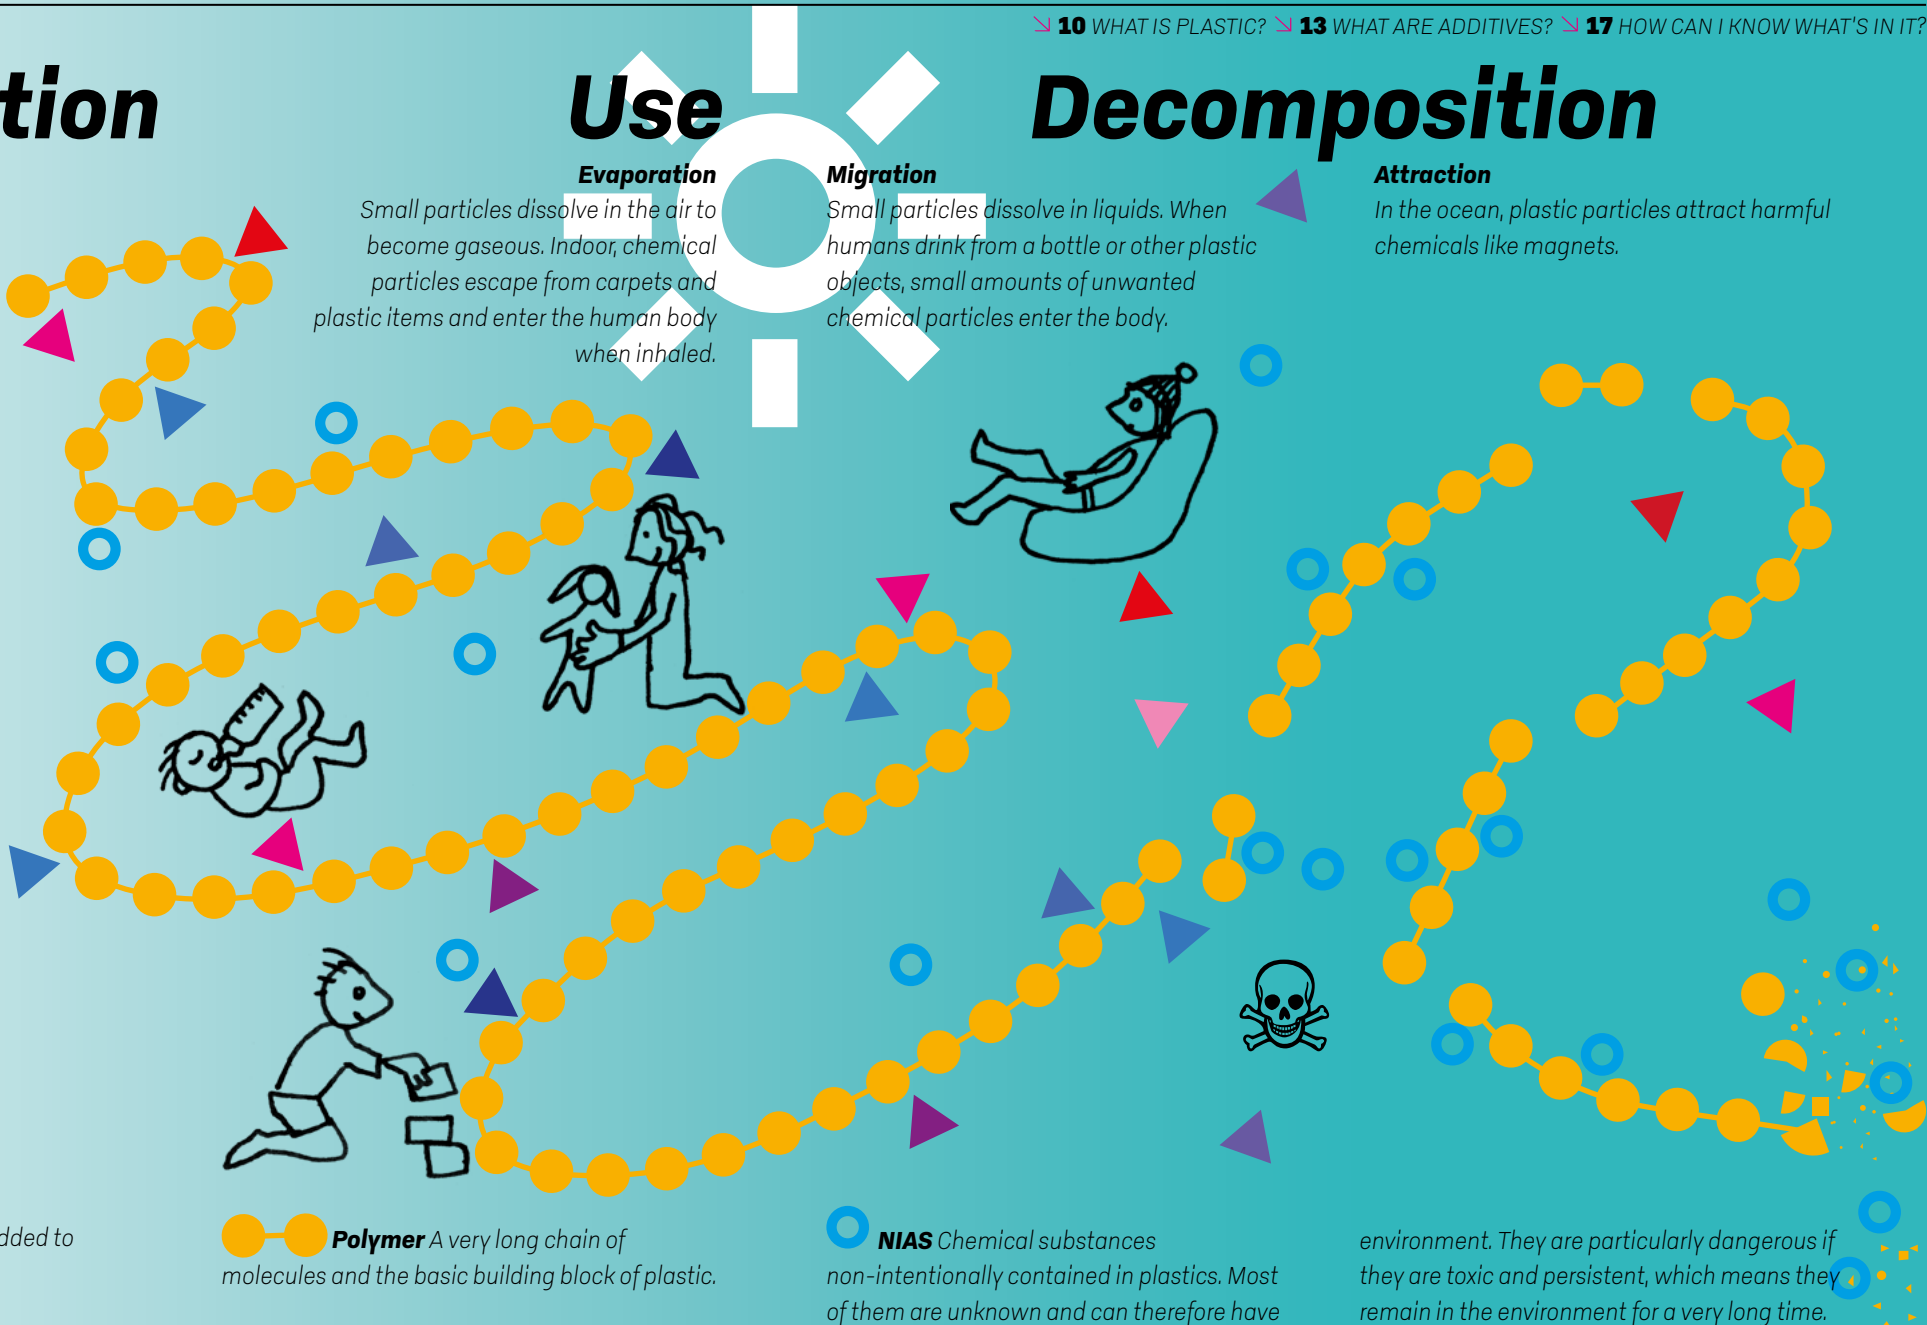 ↘ 10 WHAT IS PLASTIC? ↘ 13 WHAT ARE ADDITIVES? ↘ 17 HOW CAN I KNOW WHAT'S IN IT?
tion
Use
Decomposition
Evaporation
Small particles dissolve in the air to
become gaseous. Indoor, chemical
particles escape from carpets and
plastic items and enter the human body
when inhaled.
Migration
Small particles dissolve in liquids. When
humans drink from a bottle or other plastic
objects, small amounts of unwanted
chemical particles enter the body.
Attraction
In the ocean, plastic particles attract harmful
chemicals like magnets.
dded to
Polymer A very long chain of
molecules and the basic building block of plastic.
NIAS Chemical substances
non-intentionally contained in plastics. Most
of them are unknown and can therefore have
environment. They are particularly dangerous if
they are toxic and persistent, which means they
remain in the environment for a very long time.